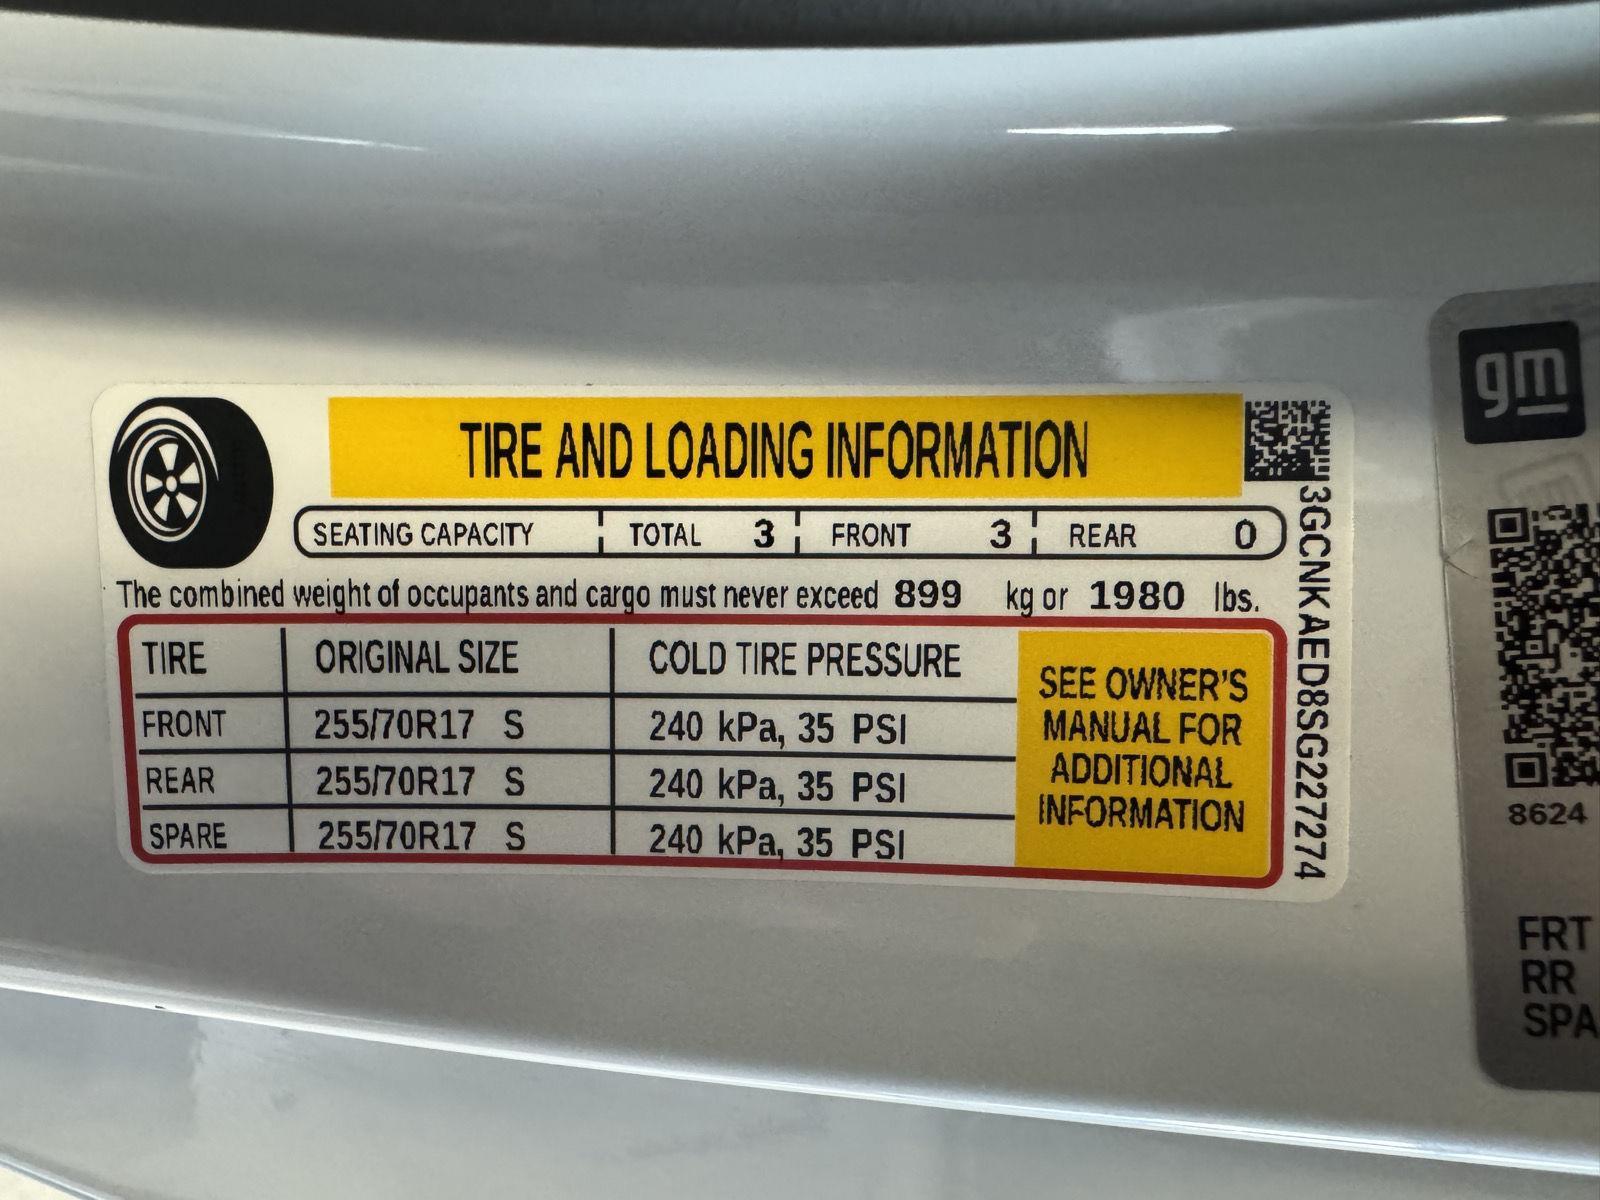 TIRE AND LOADING INFORMATION
SEATING CAPACITY TOTAL 3 FRONT 3 REAR 0
The combined weight of occupants and cargo must never exceed 899 kg or 1980 lbs.
TIRE ORIGINAL SIZE COLD TIRE PRESSURE
FRONT 255/70R17 S 240 kPa, 35 PSI
REAR 255/70R17 S 240 kPa, 35 PSI
SPARE 255/70R17 S 240 kPa, 35 PSI
SEE OWNER'S
MANUAL FOR
ADDITIONAL
INFORMATION
3GCNKAED8SG227274
gm
8624
FRT
RR
SPA